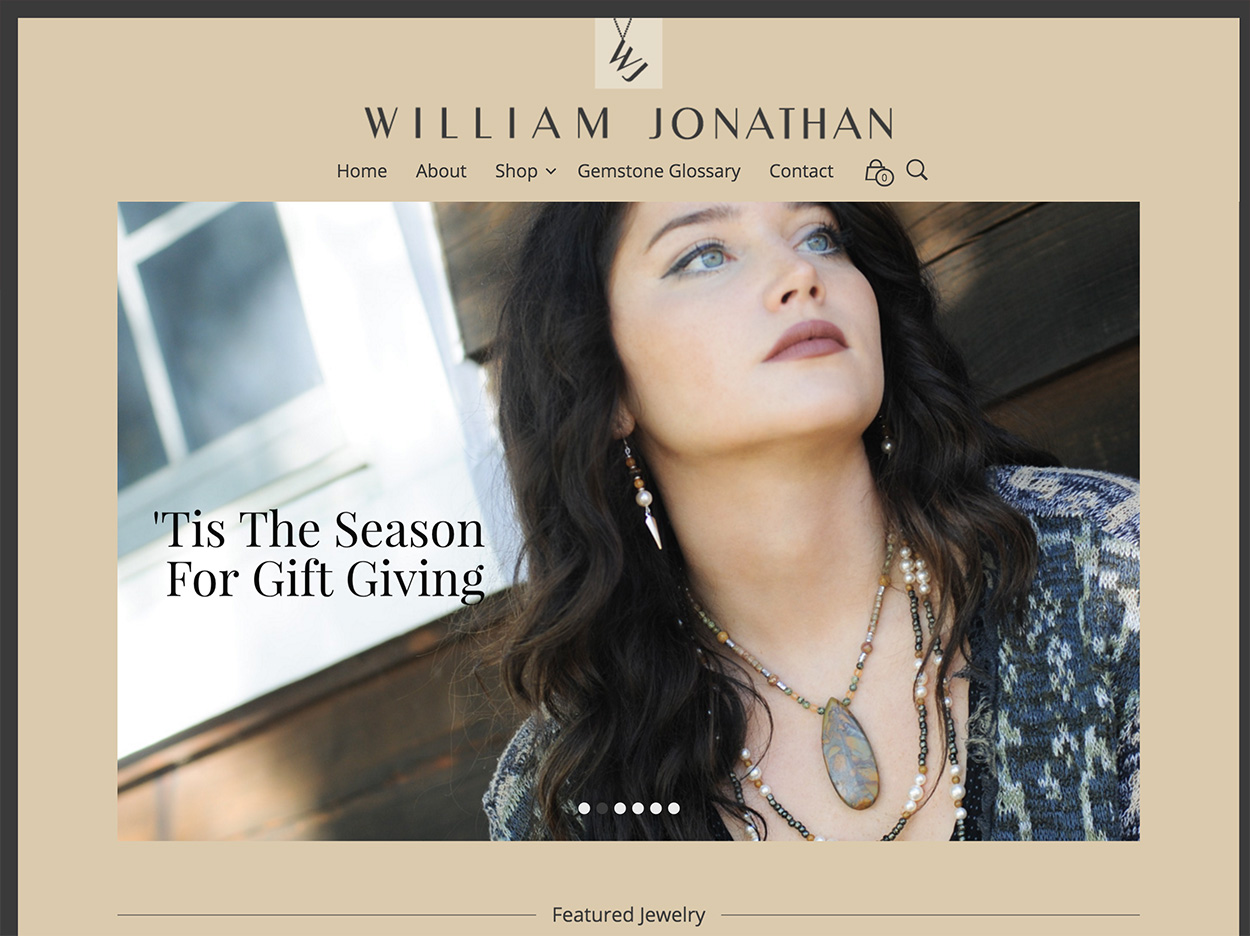 WJ
WILLIAM JONATHAN
Home About Shop Gemstone Glossary Contact 0
'Tis The Season
For Gift Giving
Featured Jewelry